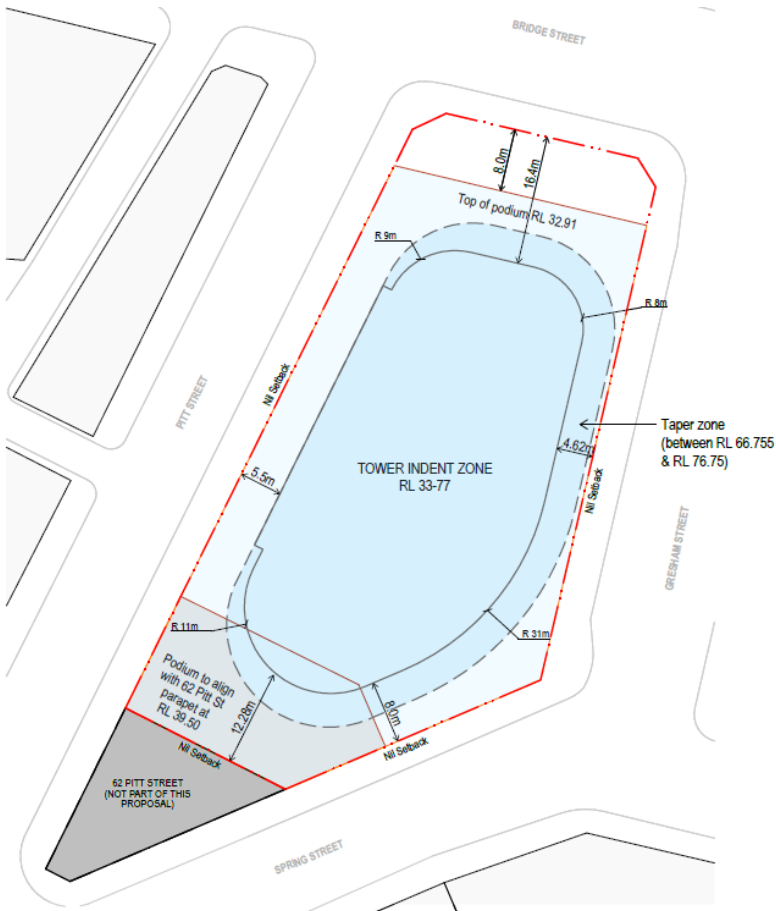 BRIDGE STREET
8.0m
16.4m
Top of podium RL 32.91
R 9m
R 8m
Nil Setback
PITT STREET
Taper zone
(between RL 66.755
& RL 76.75)
4.62m
TOWER INDENT ZONE
RL 33-77
5.5m
Nil Setback
GRESHAM STREET
R 11m
R 31m
Podium to align
with 62 Pitt St
parapet at
RL 39.50
12.28m
8.0m
Nil Setback
Nil Setback
62 PITT STREET
(NOT PART OF THIS
PROPOSAL)
SPRING STREET